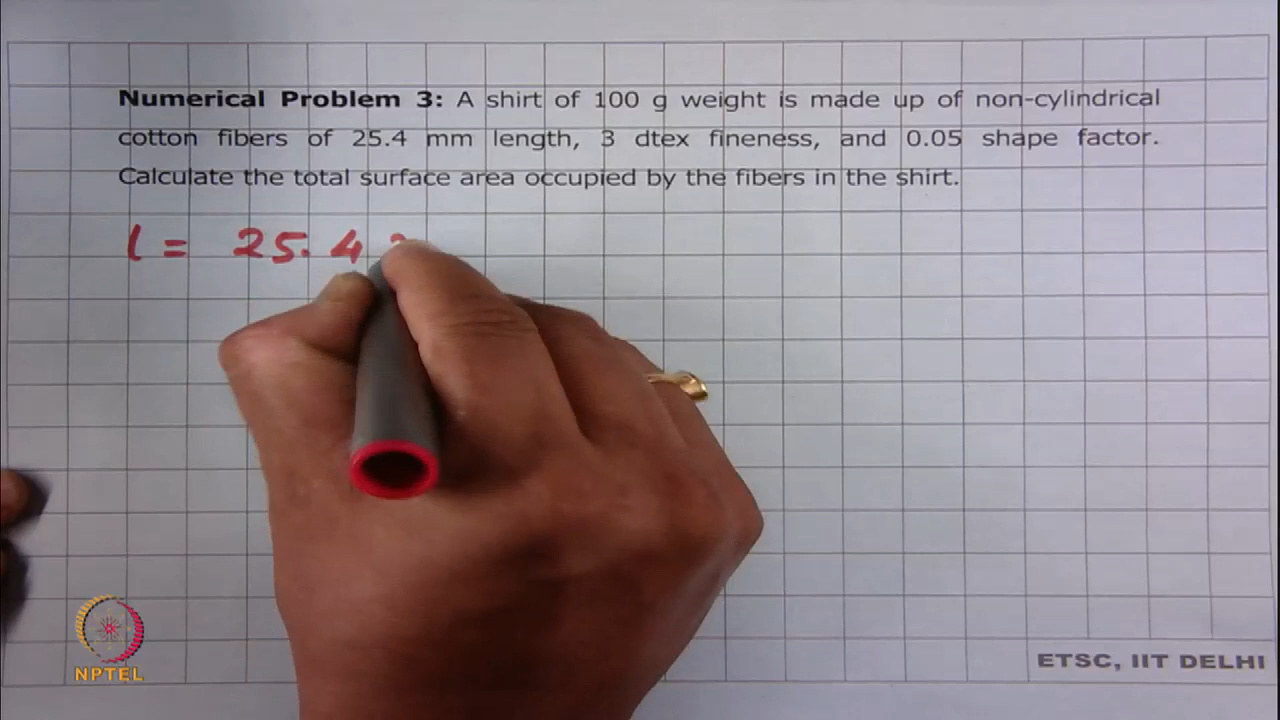 Numerical Problem 3: A shirt of 100 g weight is made up of non-cylindrical
cotton fibers of 25.4 mm length, 3 dtex fineness, and 0.05 shape factor.
Calculate the total surface area occupied by the fibers in the shirt.
l = 25.4
NPTEL
ETSC, IIT DELHI